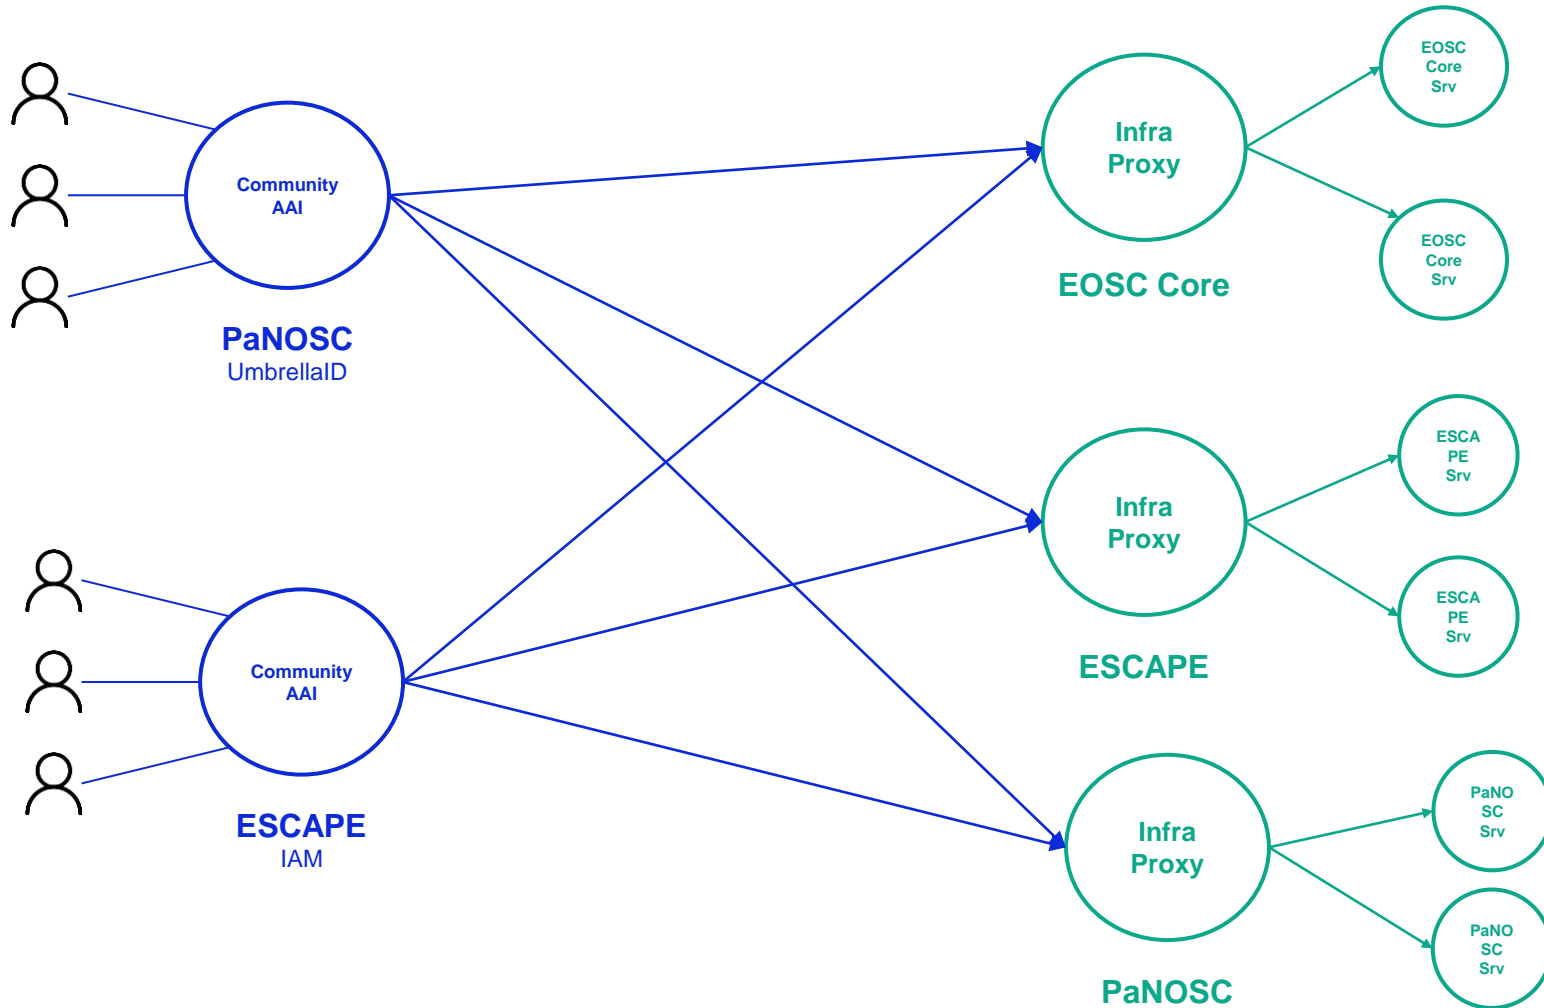 Community
AAI
PaNOSC
UmbrellaID
Community
AAI
ESCAPE
IAM
Infra
Proxy
EOSC Core
EOSC
Core
Srv
EOSC
Core
Srv
Infra
Proxy
ESCAPE
ESCA
PE
Srv
ESCA
PE
Srv
Infra
Proxy
PaNOSC
PaNO
SC
Srv
PaNO
SC
Srv